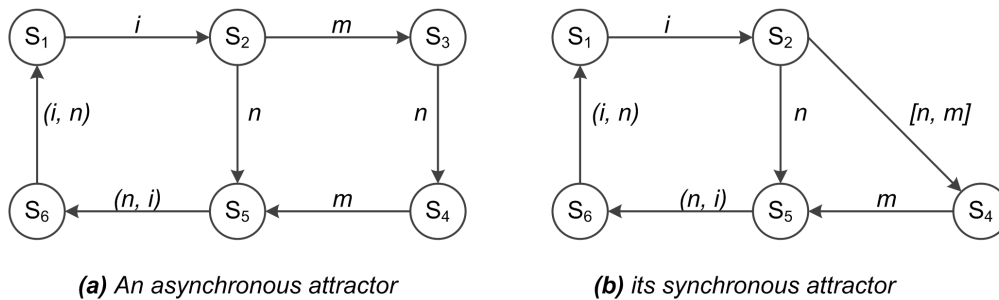 S1 i S2 m S3 S1 i S2
(i, n) n n (i, n) n [n, m]
S6 (n, i) S5 m S4 S6 (n, i) S5 m S4
(a) An asynchronous attractor (b) its synchronous attractor